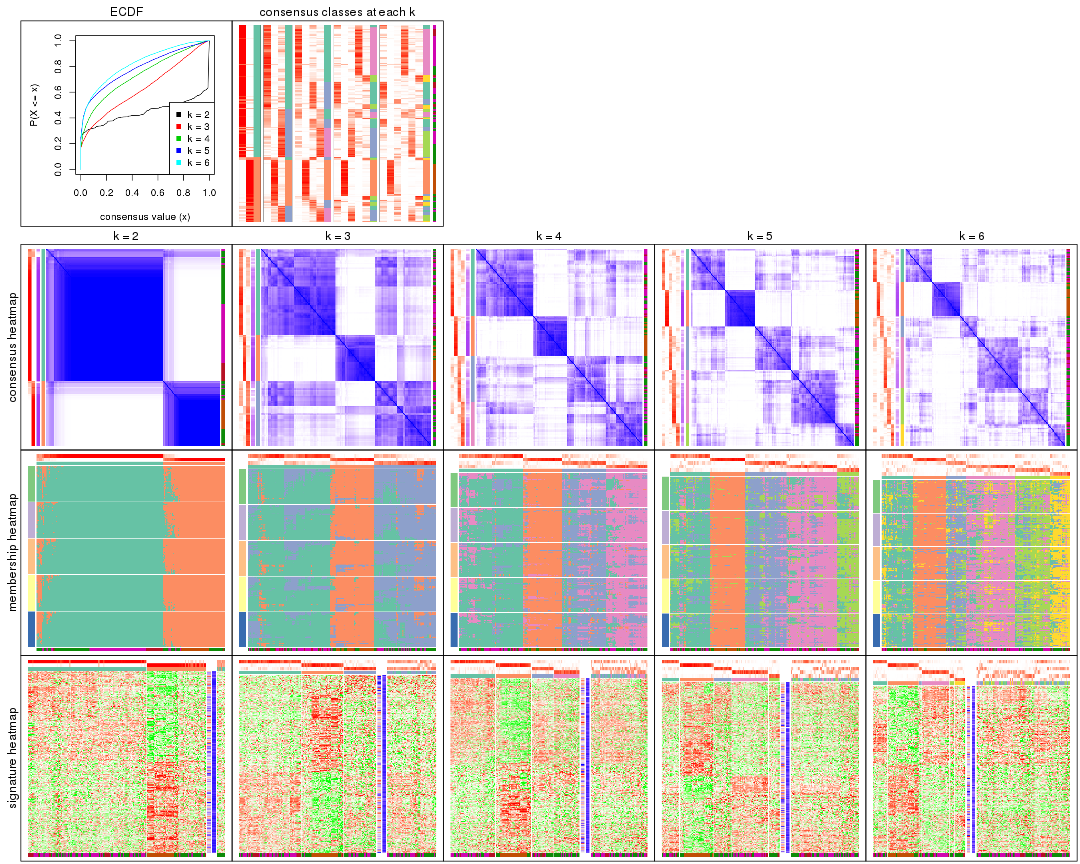 ECDF
consensus classes at each k
P(X <= x)
0.0
0.2
0.4
0.6
0.8
1.0
k = 2
k = 3
k = 4
k = 5
k = 6
0.0 0.2 0.4 0.6 0.8 1.0
consensus value (x)
k = 2
k = 3
k = 4
k = 5
k = 6
consensus heatmap
membership heatmap
signature heatmap